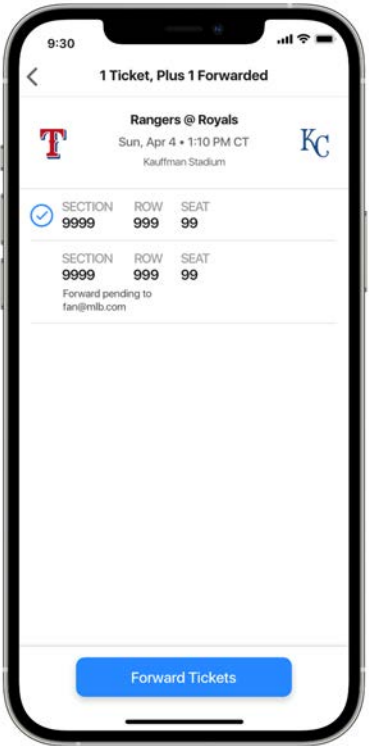 9:30
1 Ticket, Plus 1 Forwarded
Rangers @ Royals
Sun, Apr 4 • 1:10 PM CT
Kauffman Stadium
T
KC
SECTION ROW SEAT
9999 999 99
SECTION ROW SEAT
9999 999 99
Forward pending to
fan@mlb.com
Forward Tickets